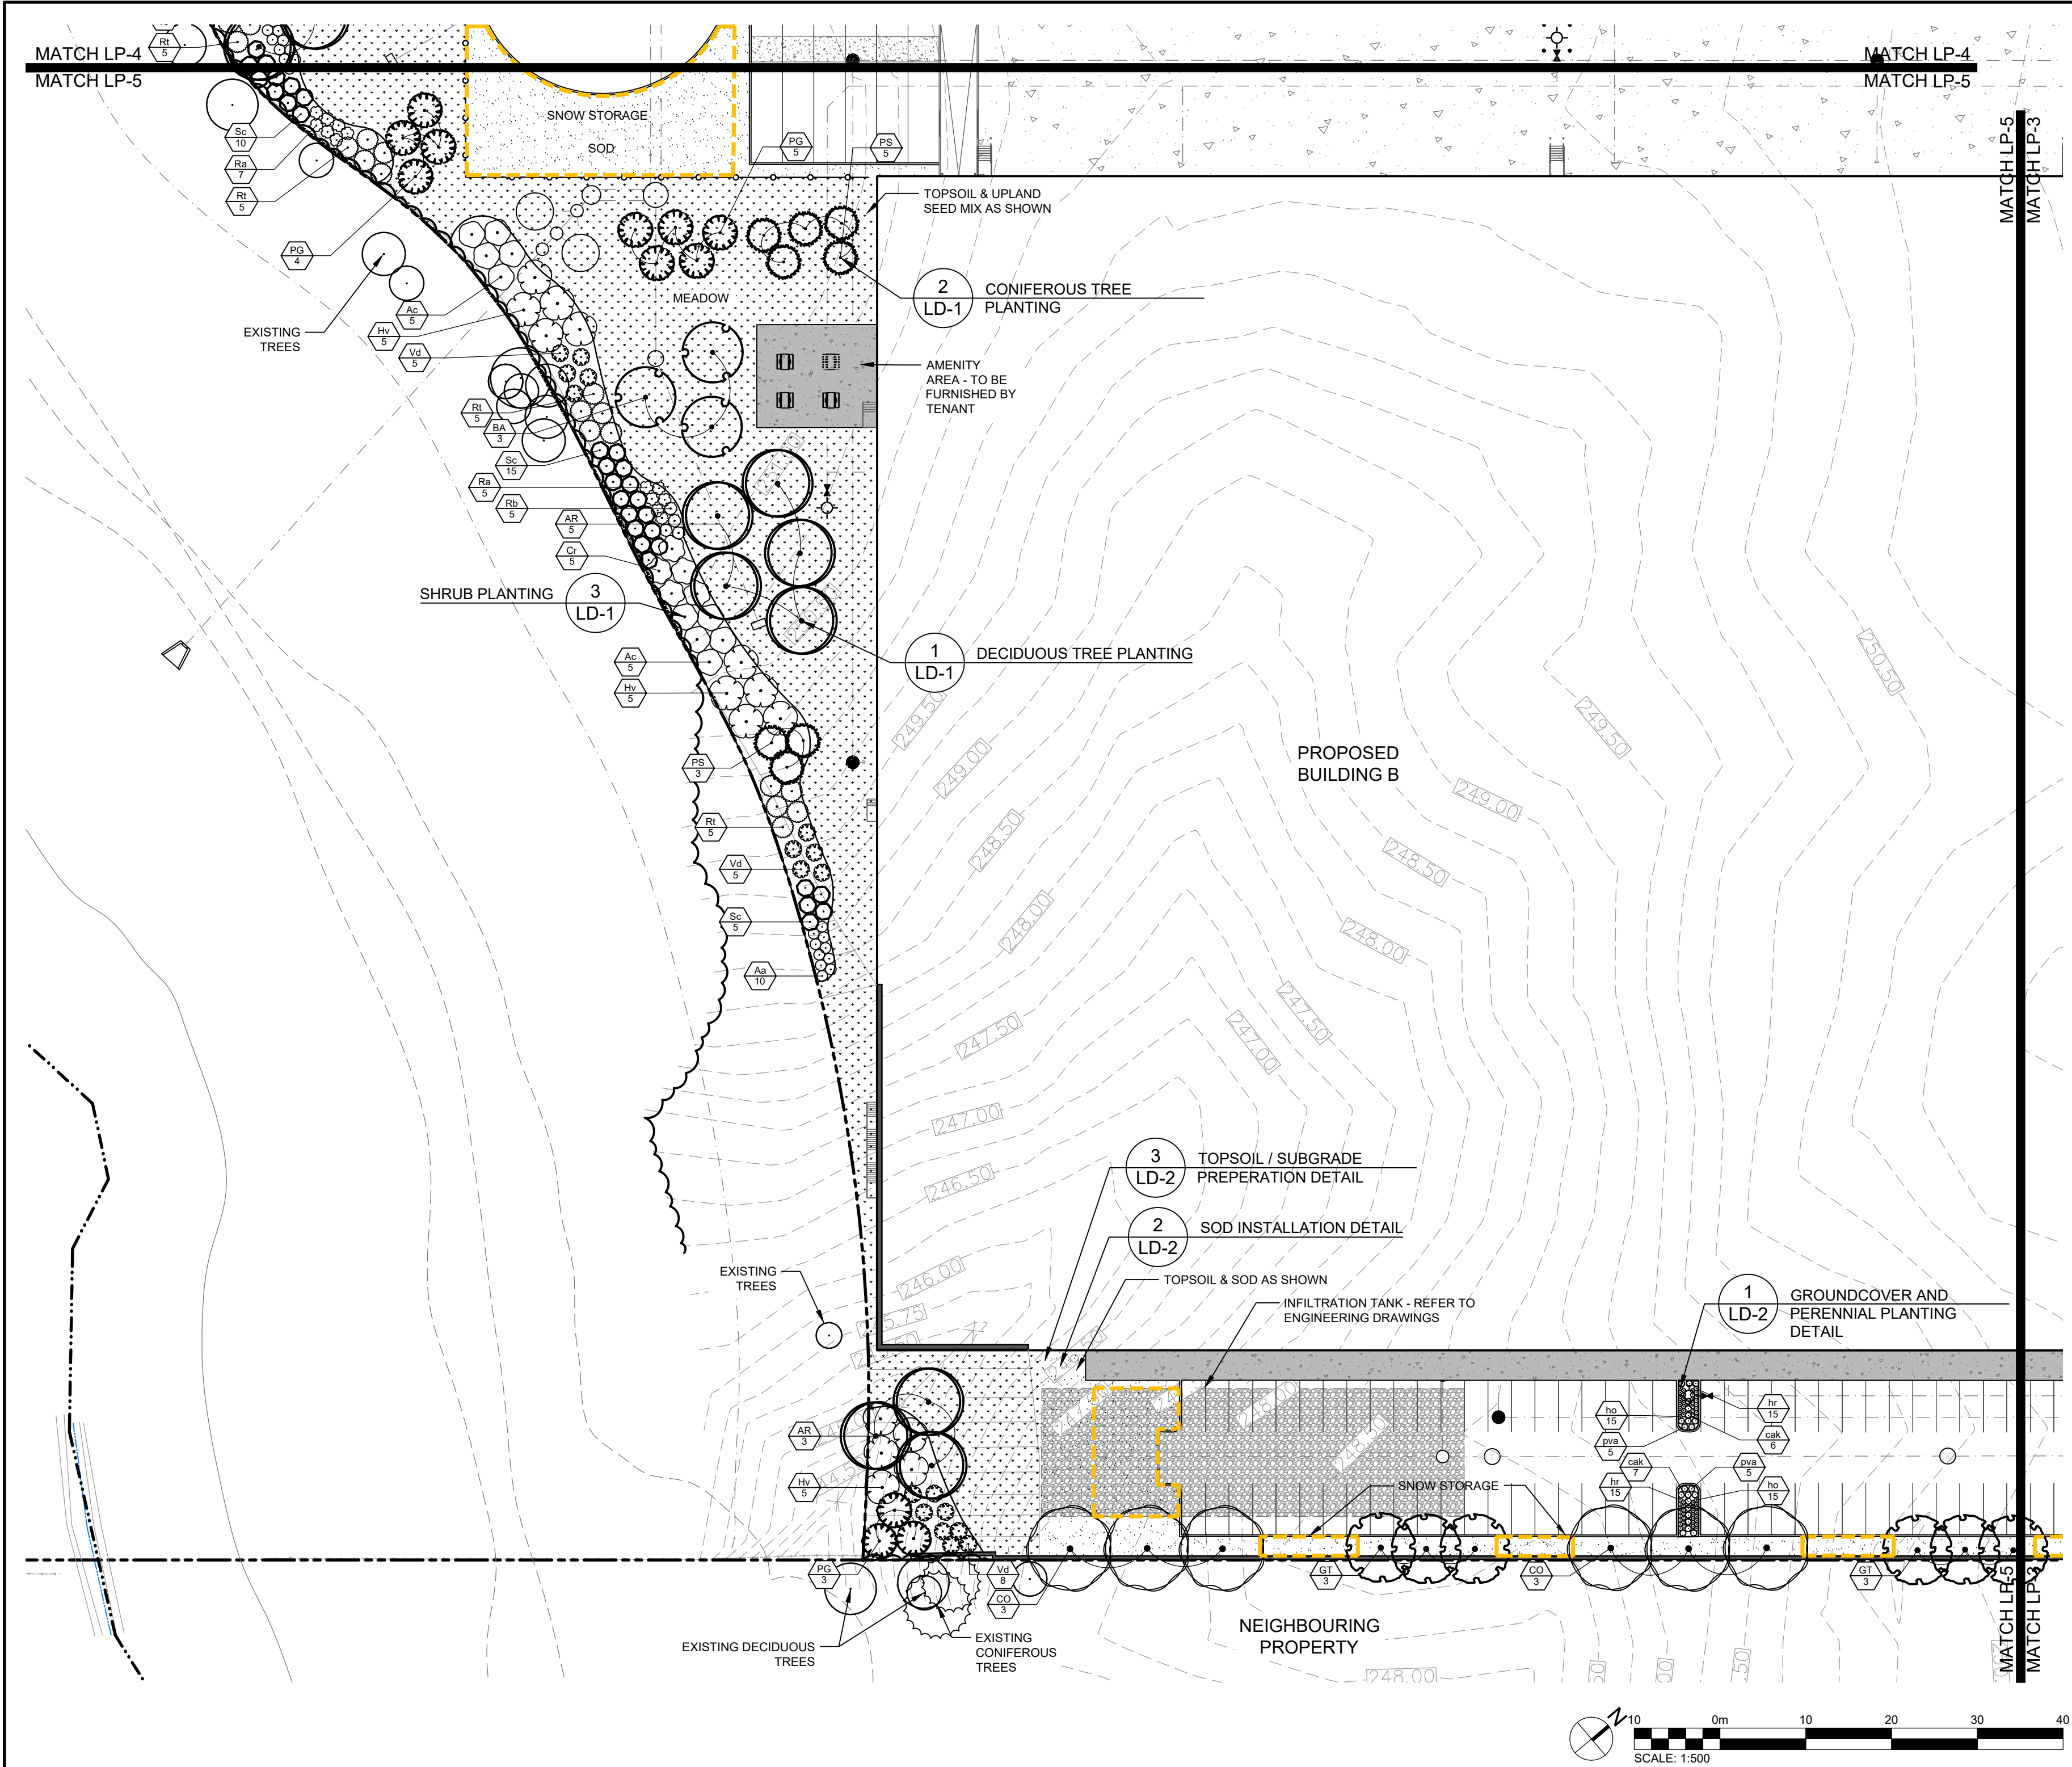 MATCH LP-4
MATCH LP-5
MATCH LP-4
MATCH LP-5
Rt
5
Sc
10
Ra
7
Rt
5
PG
4
SNOW STORAGE
SOD
PG
5
PS
5
MATCH LP-5
MATCH LP-3
TOPSOIL & UPLAND
SEED MIX AS SHOWN
2
LD-1
CONIFEROUS TREE
PLANTING
MEADOW
EXISTING
TREES
Ac
5
Hv
5
Vd
5
AMENITY
AREA - TO BE
FURNISHED BY
TENANT
Rt
5
BA
3
Sc
15
Ra
5
Rb
5
AR
5
Cr
5
SHRUB PLANTING
3
LD-1
1
LD-1
DECIDUOUS TREE PLANTING
Ac
5
Hv
5
250.50
249.50
249.50
249.00
PROPOSED
BUILDING B
PS
3
249.00
Rt
5
248.50
248.50
Vd
5
Sc
5
248.00
248.00
Aa
10
247.50
247.50
247.00
247.00
3
LD-2
TOPSOIL / SUBGRADE
PREPERATION DETAIL
246.50
2
LD-2
SOD INSTALLATION DETAIL
EXISTING
TREES
246.00
TOPSOIL & SOD AS SHOWN
INFILTRATION TANK - REFER TO
ENGINEERING DRAWINGS
1
LD-2
GROUNDCOVER AND
PERENNIAL PLANTING
DETAIL
AR
3
Hv
5
ho
15
hr
15
pva
5
cak
6
cak
7
pva
5
hr
15
ho
15
SNOW STORAGE
PG
3
Vd
8
CO
3
GT
3
CO
3
GT
3
EXISTING DECIDUOUS
TREES
EXISTING
CONIFEROUS
TREES
NEIGHBOURING
PROPERTY
248.00
MATCH LP-5
MATCH LP-3
N
10 0m 10 20 30 40
SCALE: 1:500